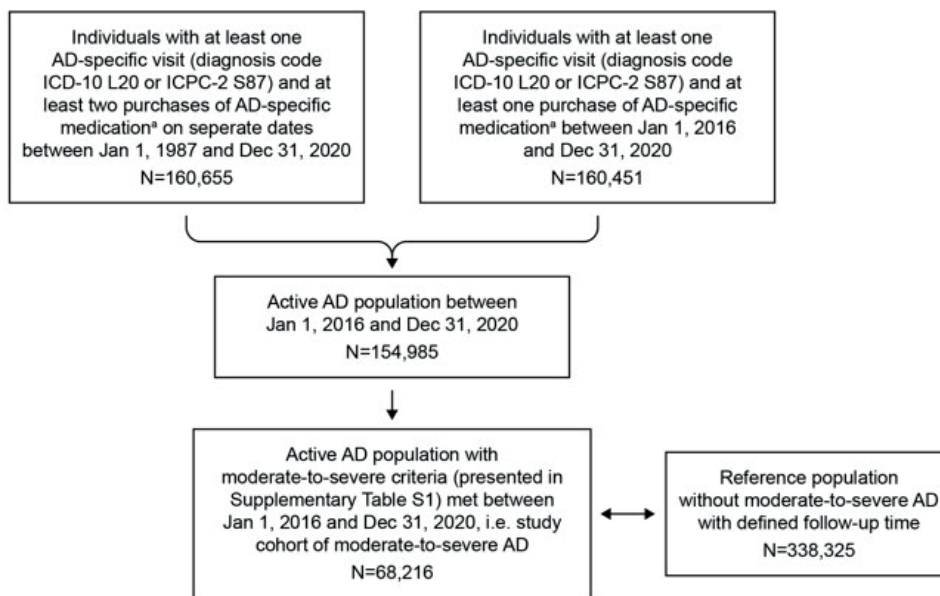 Individuals with at least one
AD-specific visit (diagnosis code
ICD-10 L20 or ICPC-2 S87) and at
least two purchases of AD-specific
medicationᵃ on seperate dates
between Jan 1, 1987 and Dec 31, 2020
N=160,655
Individuals with at least one
AD-specific visit (diagnosis code
ICD-10 L20 or ICPC-2 S87) and at
least one purchase of AD-specific
medicationᵃ between Jan 1, 2016
and Dec 31, 2020
N=160,451
Active AD population between
Jan 1, 2016 and Dec 31, 2020
N=154,985
Active AD population with
moderate-to-severe criteria (presented in
Supplementary Table S1) met between
Jan 1, 2016 and Dec 31, 2020, i.e. study
cohort of moderate-to-severe AD
N=68,216
Reference population
without moderate-to-severe AD
with defined follow-up time
N=338,325